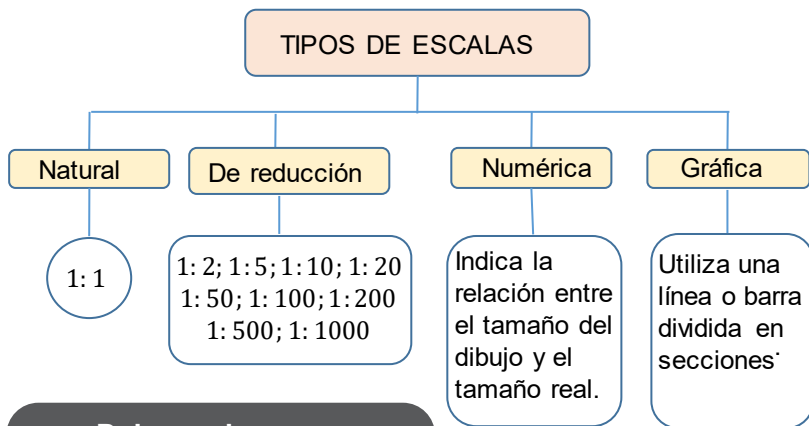 TIPOS DE ESCALAS
Natural
De reducción
Numérica
Gráfica
1: 1
1: 2; 1: 5; 1: 10; 1: 20
1: 50; 1: 100; 1: 200
1: 500; 1: 1000
Indica la
relación entre
el tamaño del
dibujo y el
tamaño real.
Utiliza una
línea o barra
dividida en
secciones.